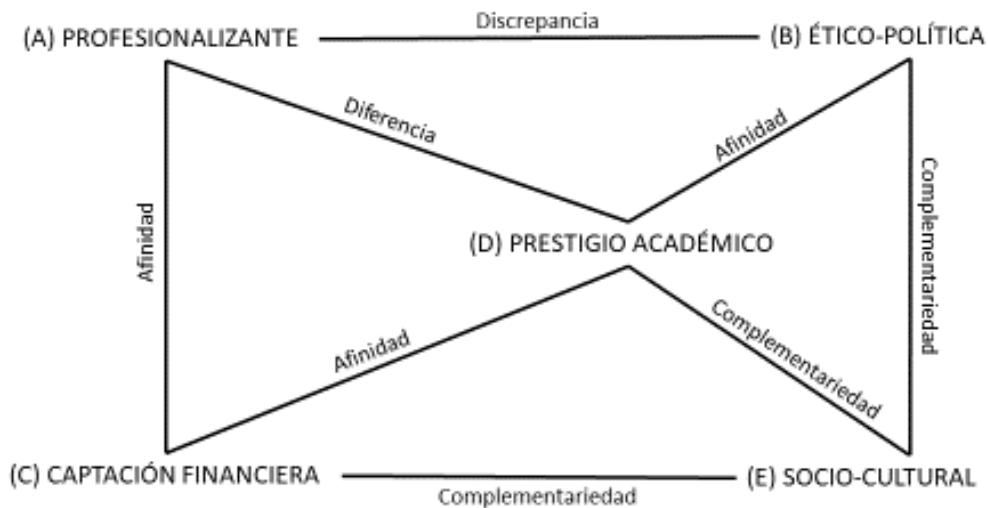 Discrepancia
(A) PROFESIONALIZANTE
(B) ÉTICO-POLÍTICA
Diferencia
Afinidad
Complementariedad
Afinidad
(D) PRESTIGIO ACADÉMICO
Afinidad
Complementariedad
(C) CAPTACIÓN FINANCIERA
(E) SOCIO-CULTURAL
Complementariedad